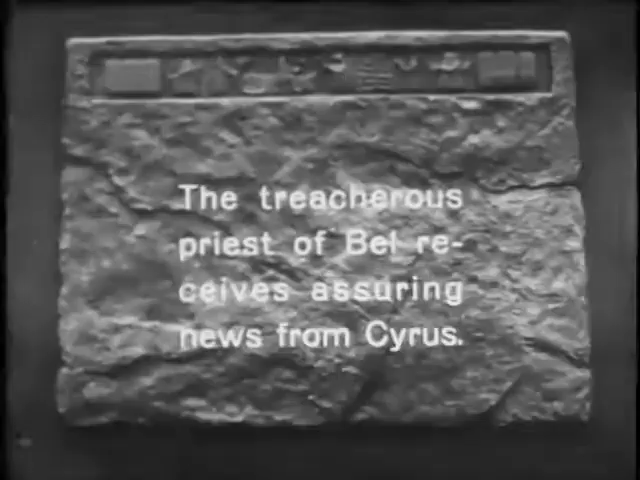 The treacherous
priest of Bel re-
ceives assuring
news from Cyrus.